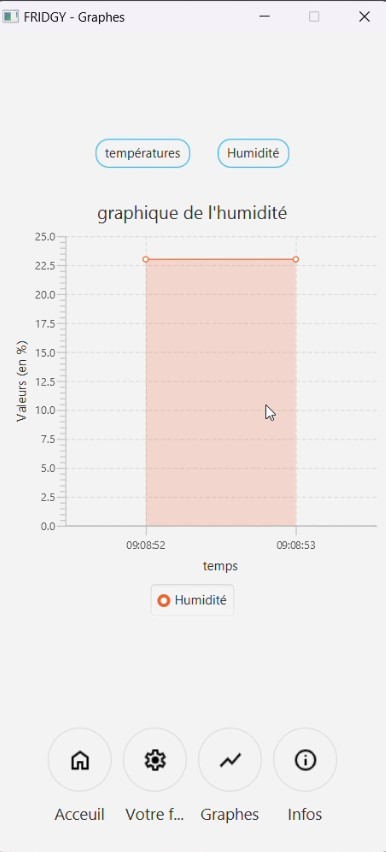 FRIDGY - Graphes
températures Humidité
graphique de l'humidité
25.0
22.5
20.0
17.5
15.0
12.5
10.0
7.5
5.0
2.5
0.0
Valeurs (en %)
09:08:52 09:08:53
temps
Humidité
Acceuil Votre f... Graphes Infos